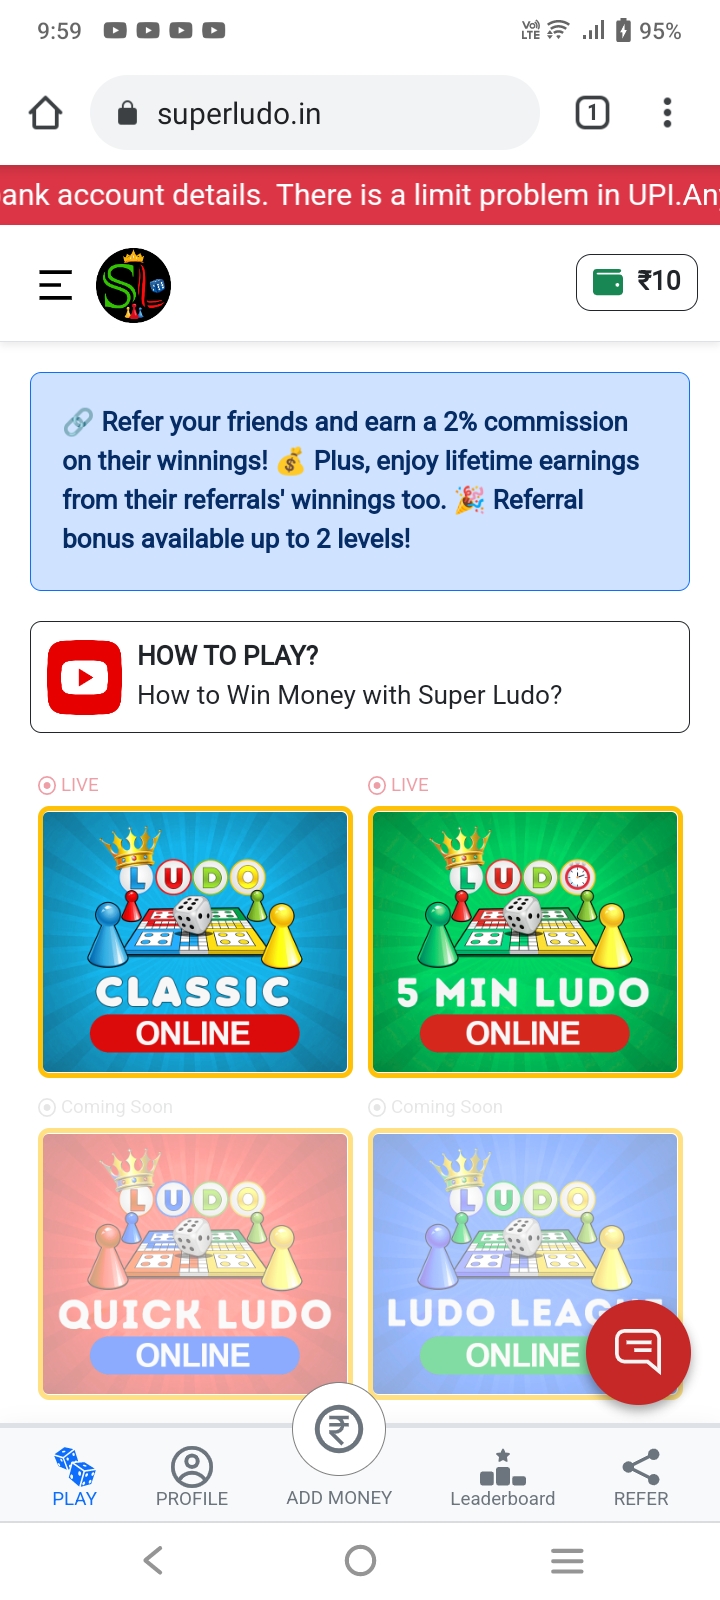 9:59
VoD LTE
95%
superludo.in
1
ank account details. There is a limit problem in UPI.An
SL
₹10
🔗 Refer your friends and earn a 2% commission
on their winnings! 💰 Plus, enjoy lifetime earnings
from their referrals' winnings too. 🎉 Referral
bonus available up to 2 levels!
HOW TO PLAY?
How to Win Money with Super Ludo?
LIVE
LUDO
CLASSIC
ONLINE
LIVE
LUD
5 MIN LUDO
ONLINE
Coming Soon
LUDO
QUICK LUDO
ONLINE
Coming Soon
LUDO
LUDO LEAG
ONLINE
PLAY
PROFILE
₹
ADD MONEY
Leaderboard
REFER